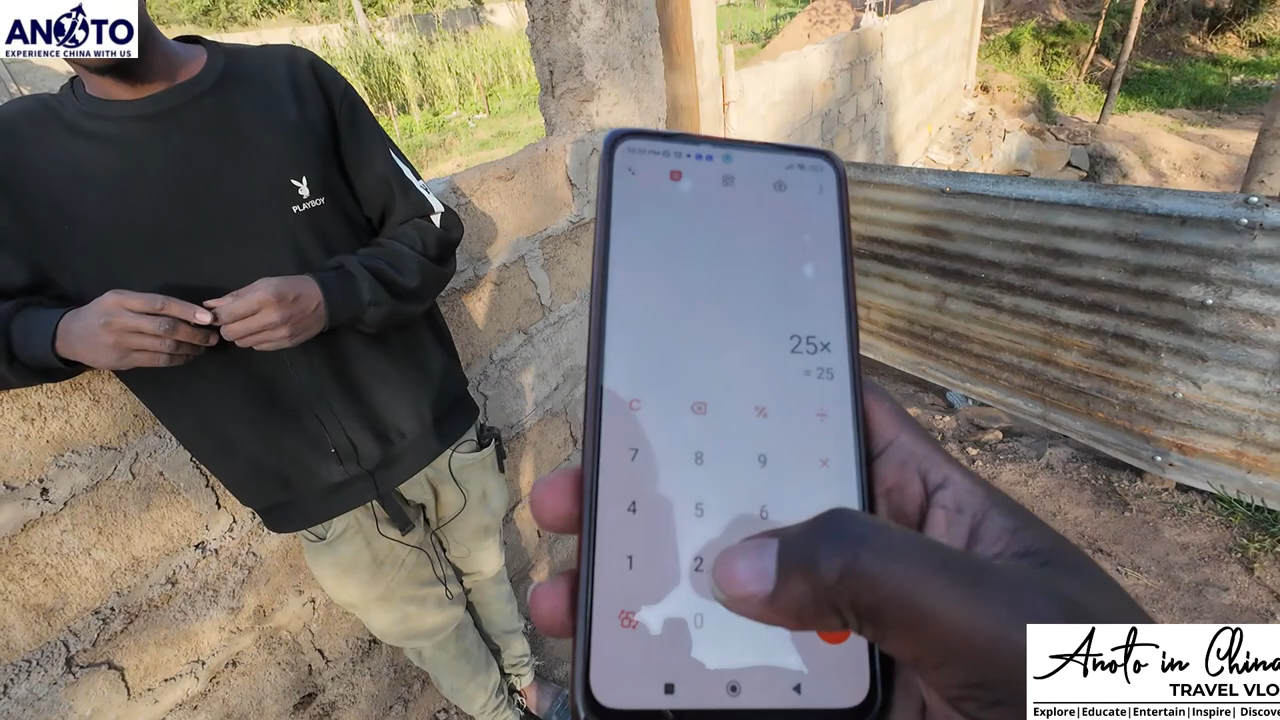 ANOTO
EXPERIENCE CHINA WITH US
PLAYBOY
25×
= 25
C % ÷
7 8 9 ×
4 5 6
1 2
0
Anoto in China
TRAVEL VLO
Explore|Educate|Entertain|Inspire| Discove